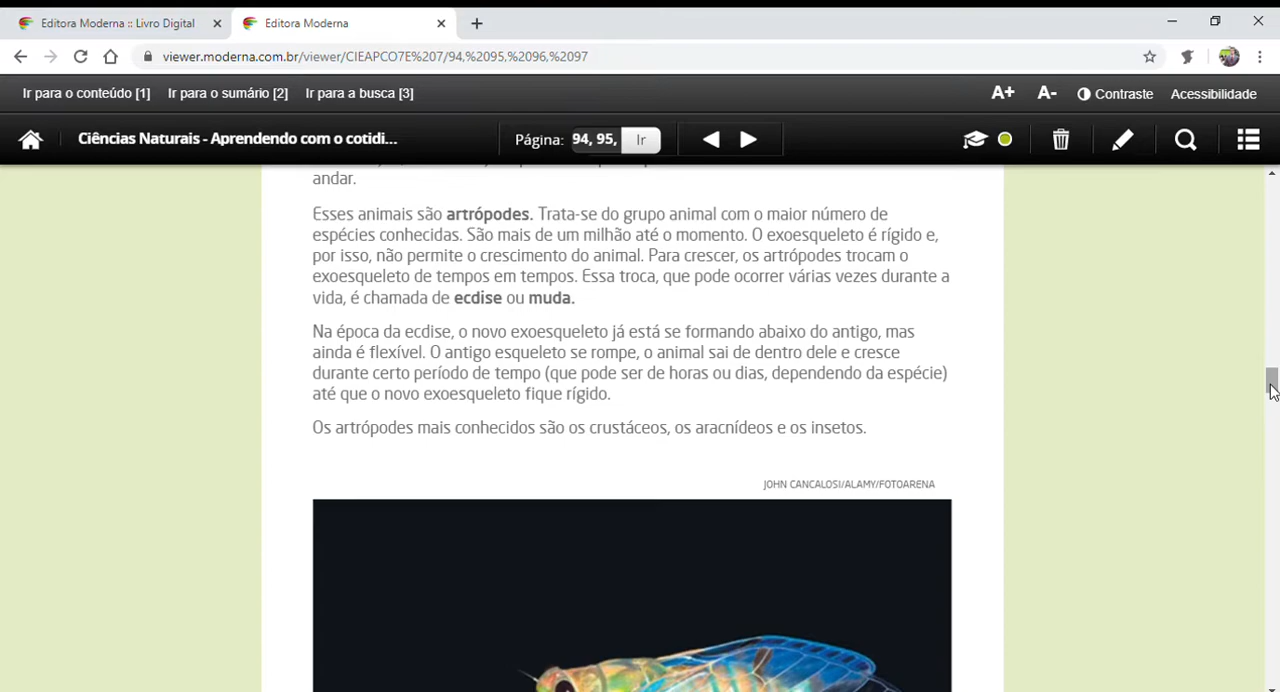 Editora Moderna :: Livro Digital
Editora Moderna
viewer.moderna.com.br/viewer/CIEAPCO7E%207/94,%2095,%2096,%2097
Ir para o conteúdo [1] Ir para o sumário [2] Ir para a busca [3]
A+ A- Contraste Acessibilidade
Ciências Naturais - Aprendendo com o cotidi...
Página: 94, 95, Ir
andar.
Esses animais são artrópodes. Trata-se do grupo animal com o maior número de
espécies conhecidas. São mais de um milhão até o momento. O exoesqueleto é rígido e,
por isso, não permite o crescimento do animal. Para crescer, os artrópodes trocam o
exoesqueleto de tempos em tempos. Essa troca, que pode ocorrer várias vezes durante a
vida, é chamada de ecdise ou muda.
Na época da ecdise, o novo exoesqueleto já está se formando abaixo do antigo, mas
ainda é flexível. O antigo esqueleto se rompe, o animal sai de dentro dele e cresce
durante certo período de tempo (que pode ser de horas ou dias, dependendo da espécie)
até que o novo exoesqueleto fique rígido.
Os artrópodes mais conhecidos são os crustáceos, os aracnídeos e os insetos.
JOHN CANCALOSI/ALAMY/FOTOARENA